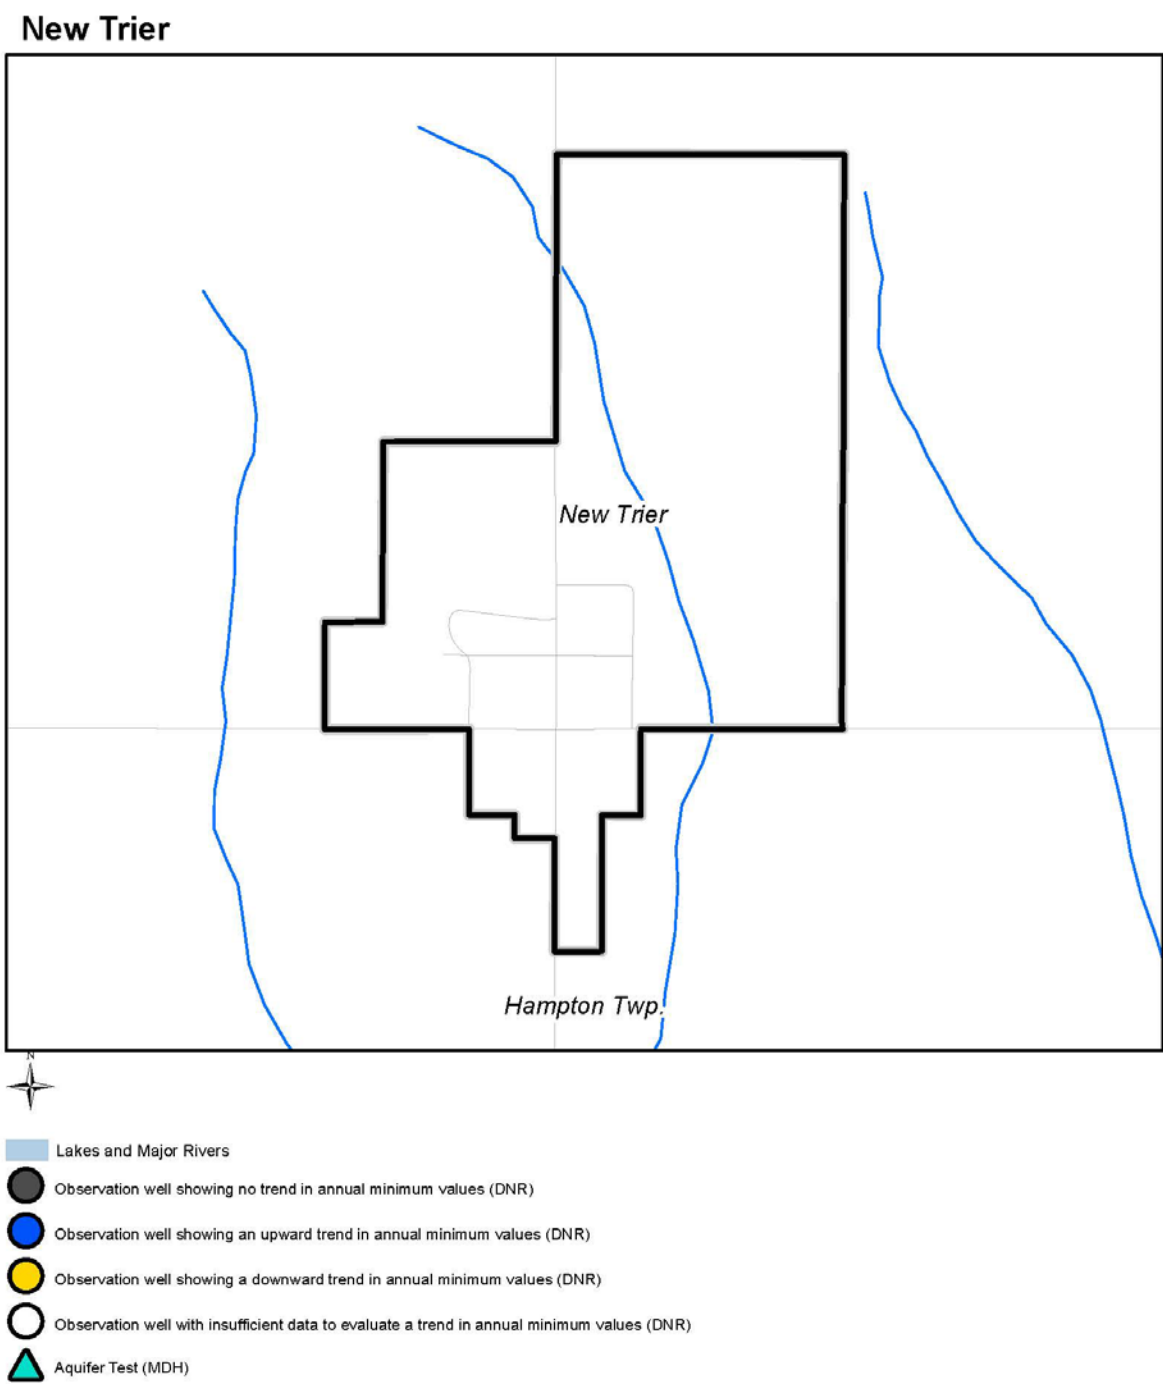 New Trier
New Trier
Hampton Twp.
N
Lakes and Major Rivers
Observation well showing no trend in annual minimum values (DNR)
Observation well showing an upward trend in annual minimum values (DNR)
Observation well showing a downward trend in annual minimum values (DNR)
Observation well with insufficient data to evaluate a trend in annual minimum values (DNR)
Aquifer Test (MDH)